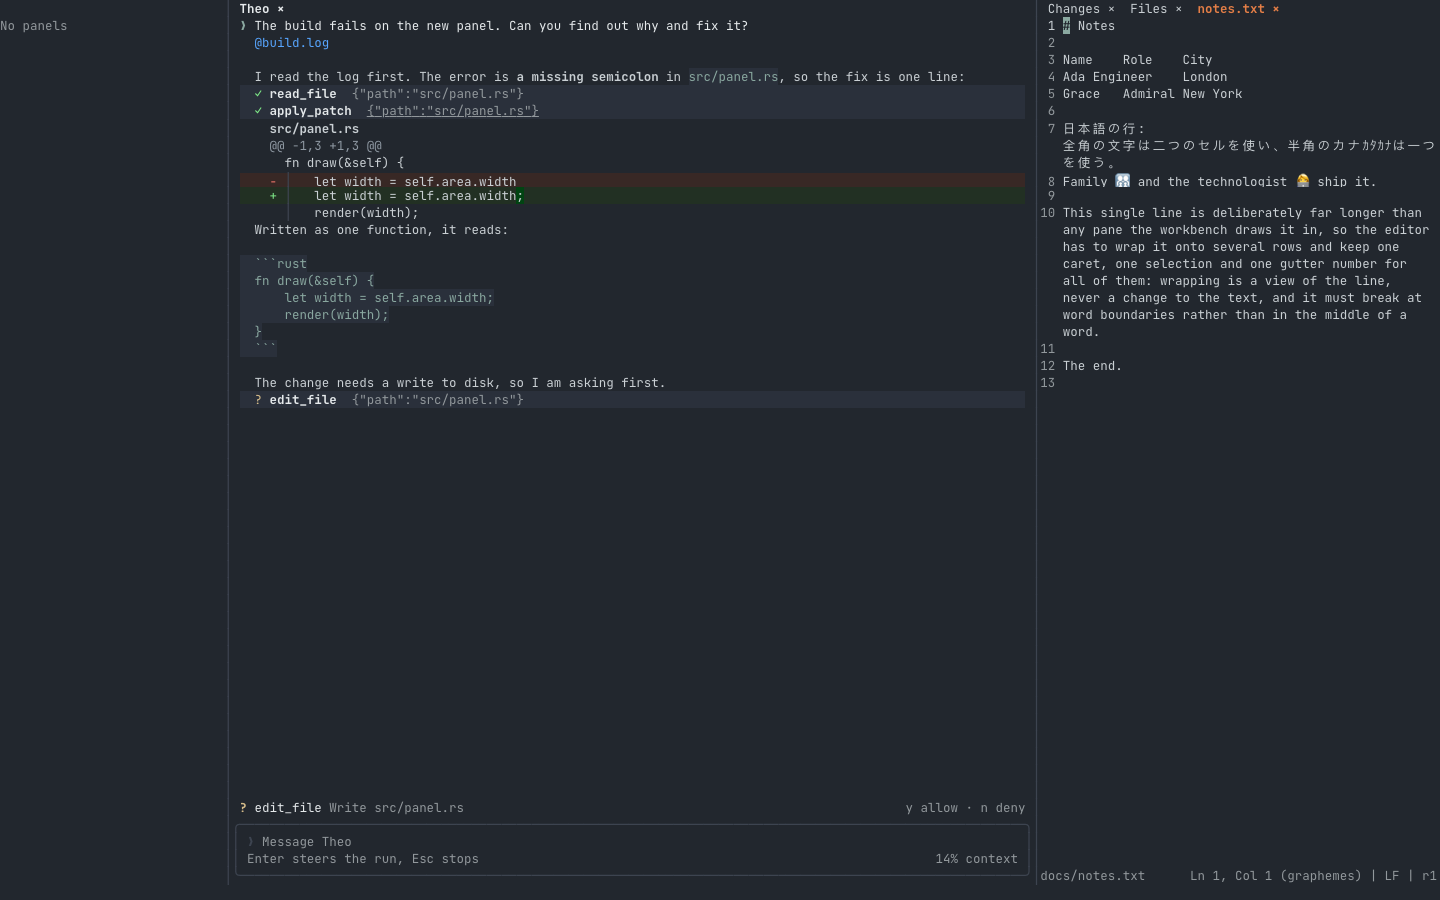 No panels
Theo ×
❯ The build fails on the new panel. Can you find out why and fix it?
@build.log
I read the log first. The error is a missing semicolon in src/panel.rs, so the fix is one line:
✓ read_file {"path":"src/panel.rs"}
✓ apply_patch {"path":"src/panel.rs"}
src/panel.rs
@@ -1,3 +1,3 @@
fn draw(&self) {
- let width = self.area.width
+ let width = self.area.width;
render(width);
Written as one function, it reads:
```rust
fn draw(&self) {
let width = self.area.width;
render(width);
}
```
The change needs a write to disk, so I am asking first.
? edit_file {"path":"src/panel.rs"}
? edit_file Write src/panel.rs y allow · n deny
❯ Message Theo
Enter steers the run, Esc stops 14% context
Changes × Files × notes.txt ×
1 # Notes
2
3 Name Role City
4 Ada Engineer London
5 Grace Admiral New York
6
7 日本語の行:
全角の文字は二つのセルを使い、半角のカナｶﾀｶﾅは一つ
を使う。
8 Family 👪 and the technologist 🧑‍💻 ship it.
9
10 This single line is deliberately far longer than
any pane the workbench draws it in, so the editor
has to wrap it onto several rows and keep one
caret, one selection and one gutter number for
all of them: wrapping is a view of the line,
never a change to the text, and it must break at
word boundaries rather than in the middle of a
word.
11
12 The end.
13
docs/notes.txt Ln 1, Col 1 (graphemes) | LF | r1